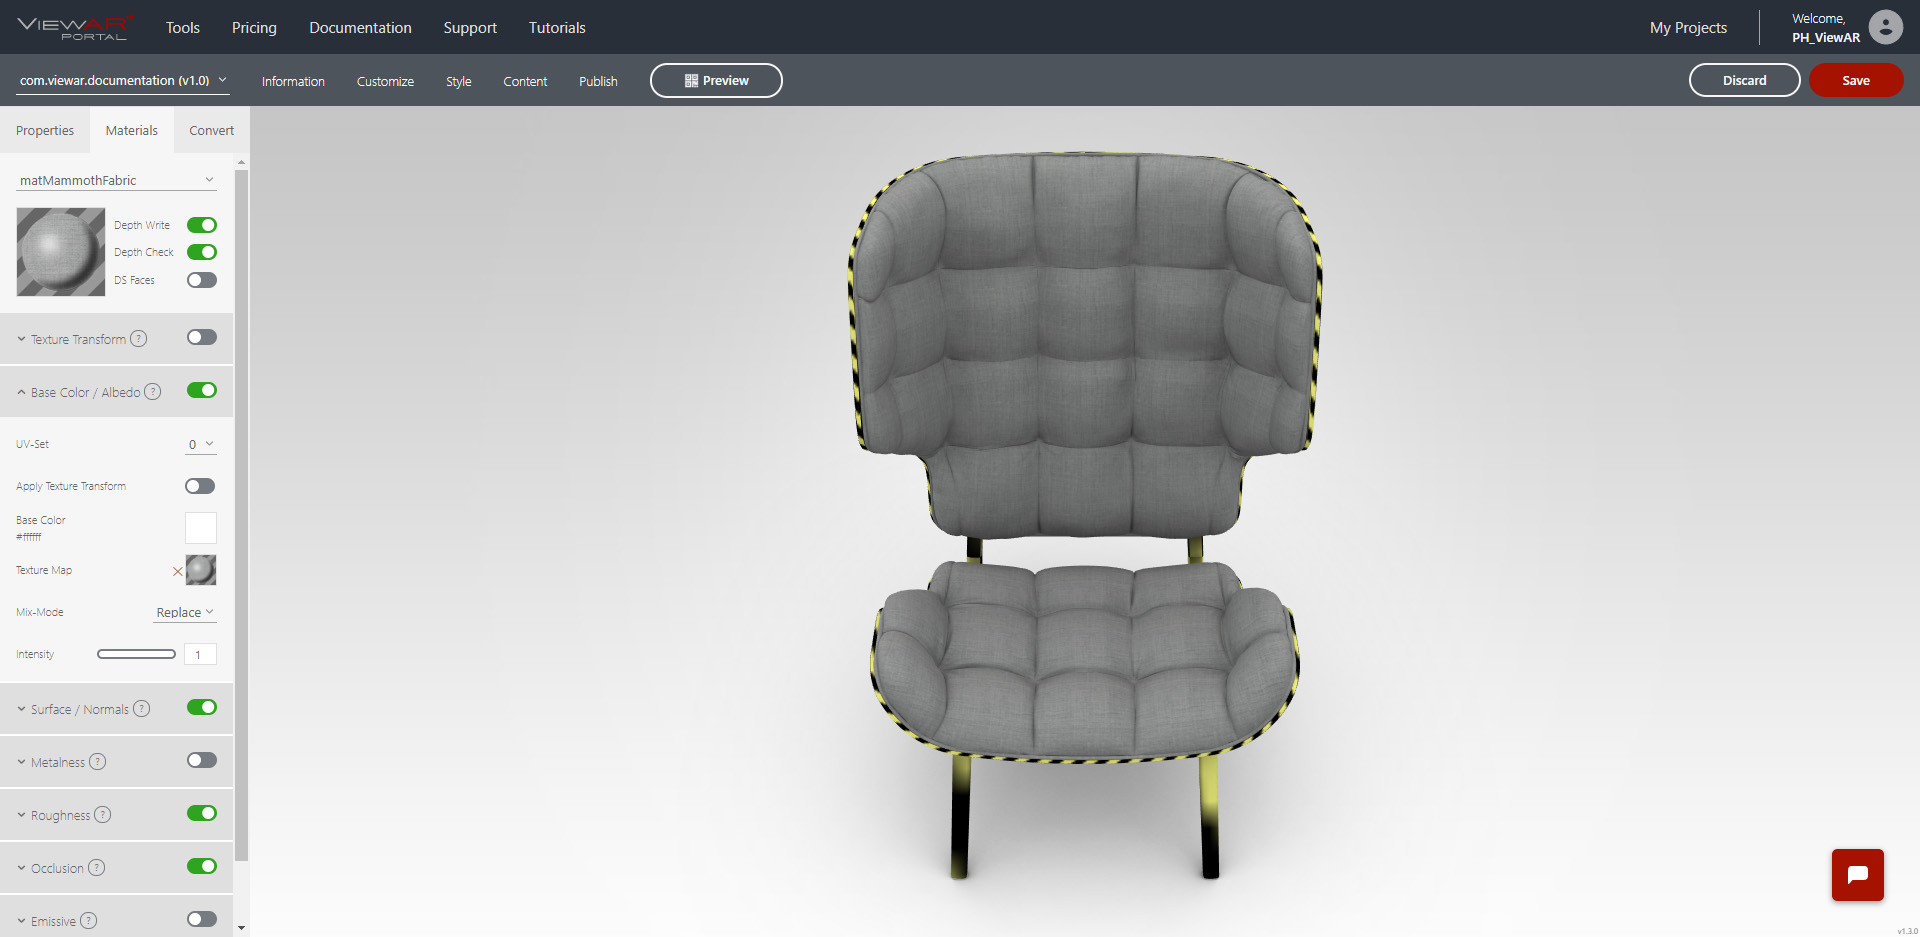 VIEWAR PORTAL
Tools
Pricing
Documentation
Support
Tutorials
My Projects
Welcome,
PH_ViewAR
com.viewar.documentation (v1.0)
Information
Customize
Style
Content
Publish
Preview
Discard
Save
Properties
Materials
Convert
matMammothFabric
Depth Write
Depth Check
DS Faces
Texture Transform ?
Base Color / Albedo ?
UV-Set
0
Apply Texture Transform
Base Color
#ffffff
Texture Map
Mix-Mode
Replace
Intensity
1
Surface / Normals ?
Metalness ?
Roughness ?
Occlusion ?
Emissive ?
v1.3.0